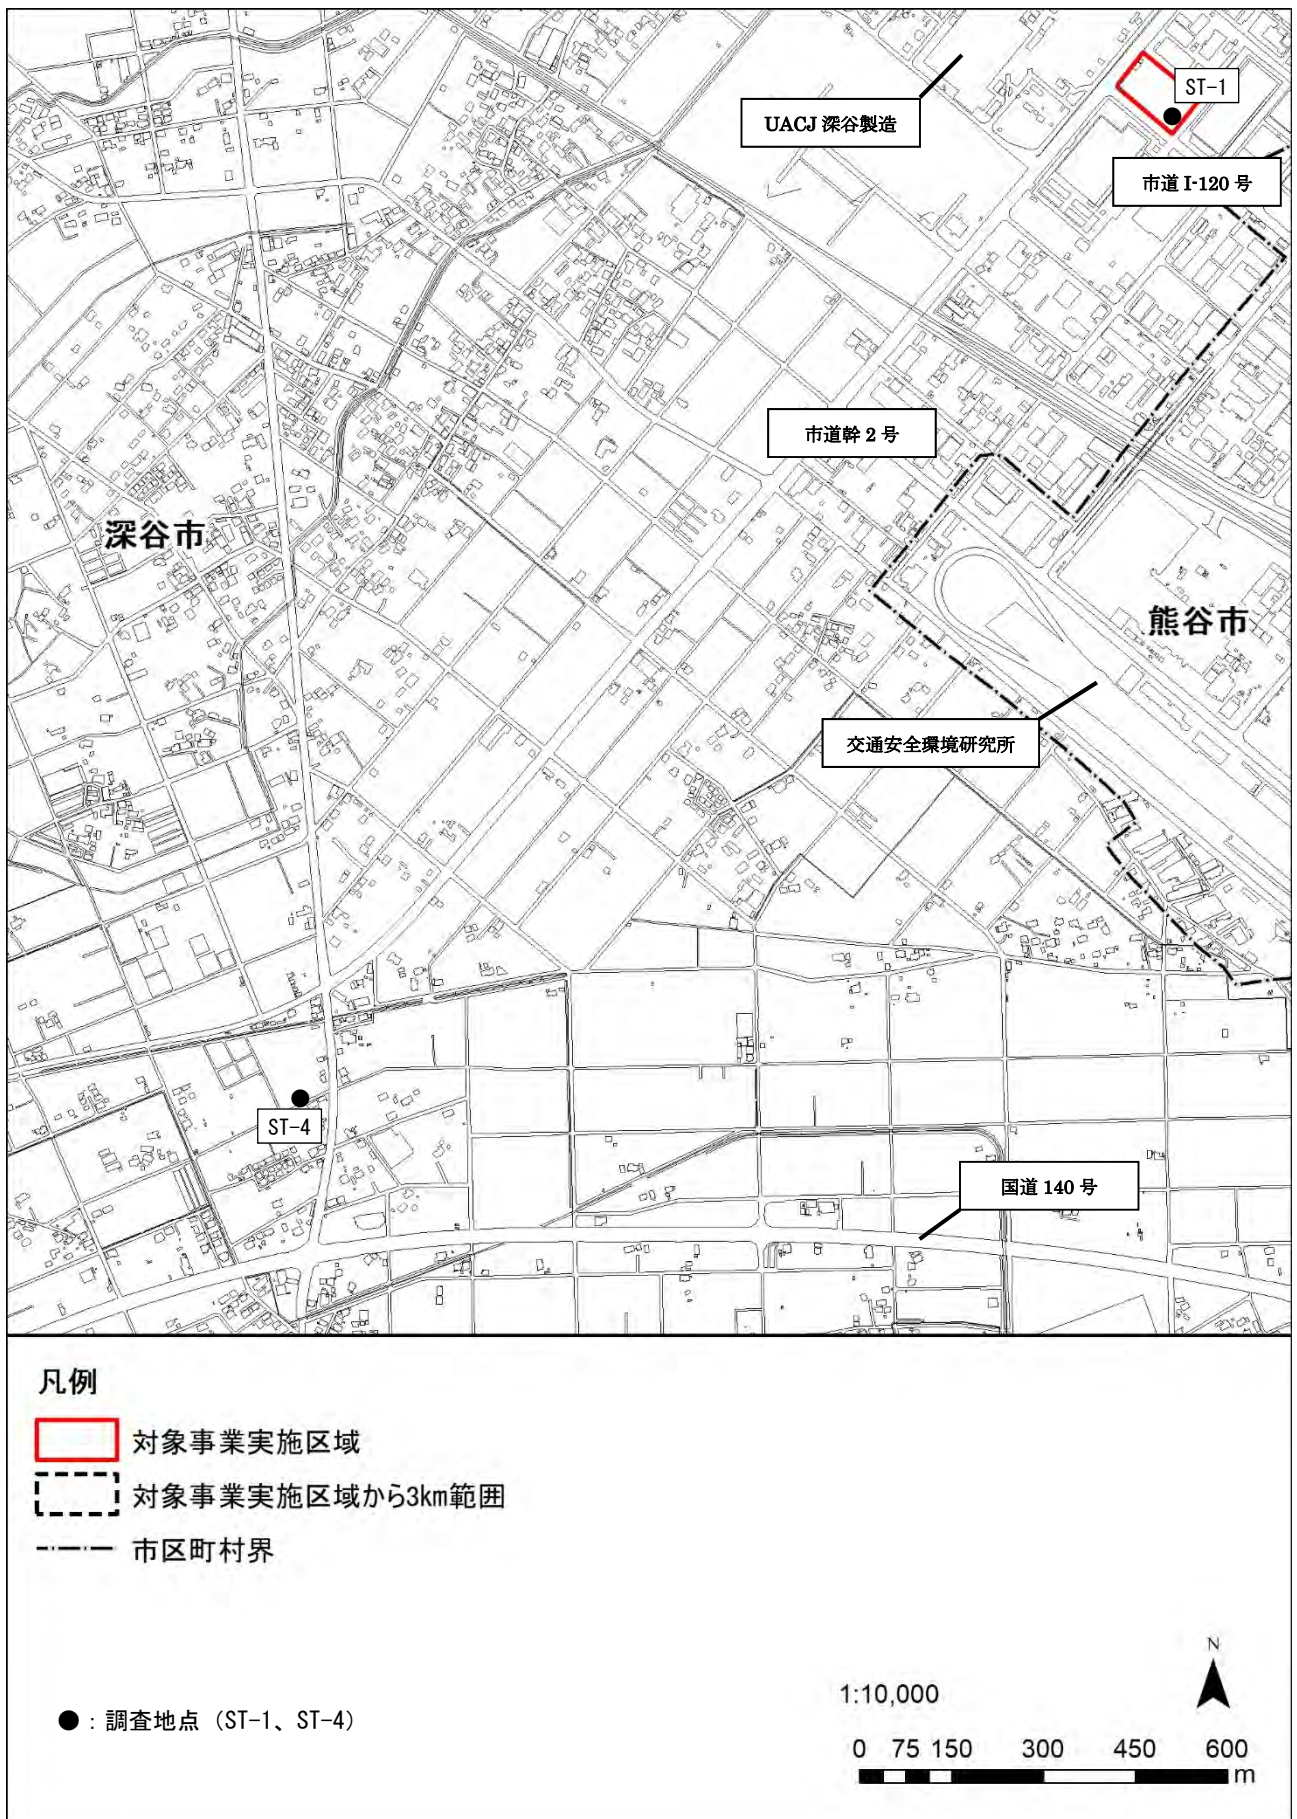 ST-1
UACJ 深谷製造
市道 I-120 号
市道幹 2 号
深谷市
熊谷市
交通安全環境研究所
ST-4
国道 140 号
凡例
対象事業実施区域
対象事業実施区域から3km範囲
市区町村界
●：調査地点（ST-1、ST-4）
N
1:10,000
0 75 150 300 450 600
m